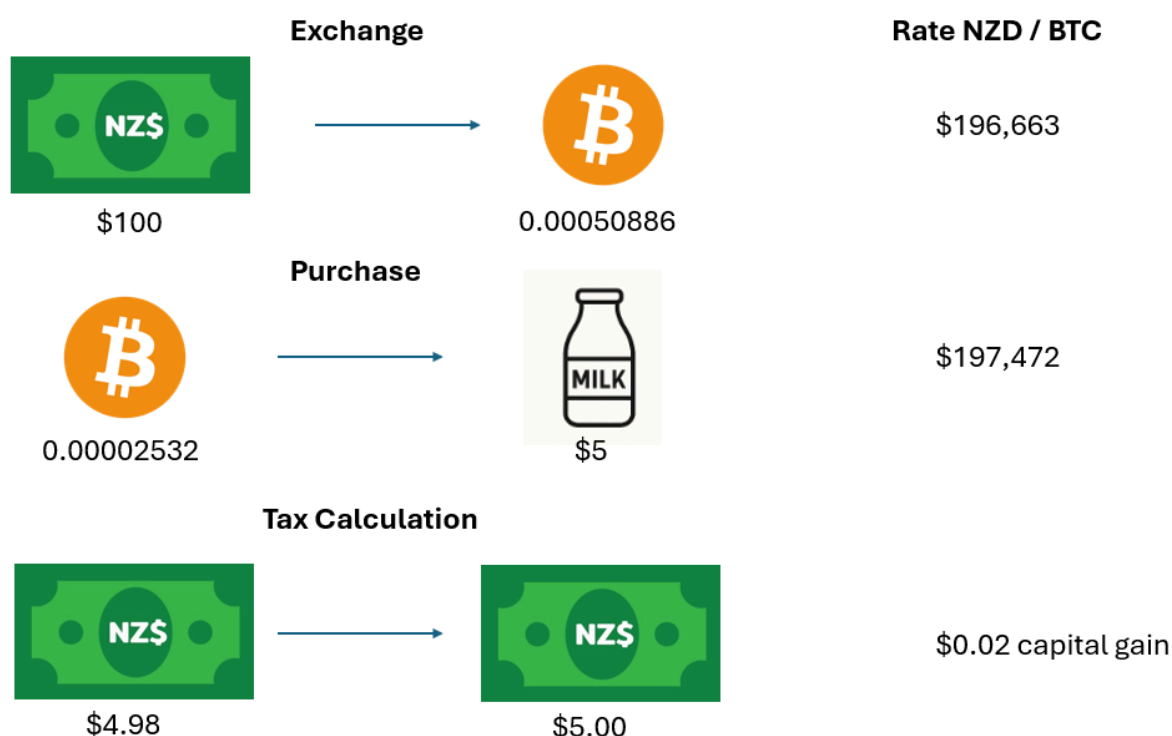 Exchange
Rate NZD / BTC
NZ$
$196,663
$100
0.00050886
Purchase
MILK
$197,472
0.00002532
$5
Tax Calculation
NZ$
NZ$
$0.02 capital gain
$4.98
$5.00